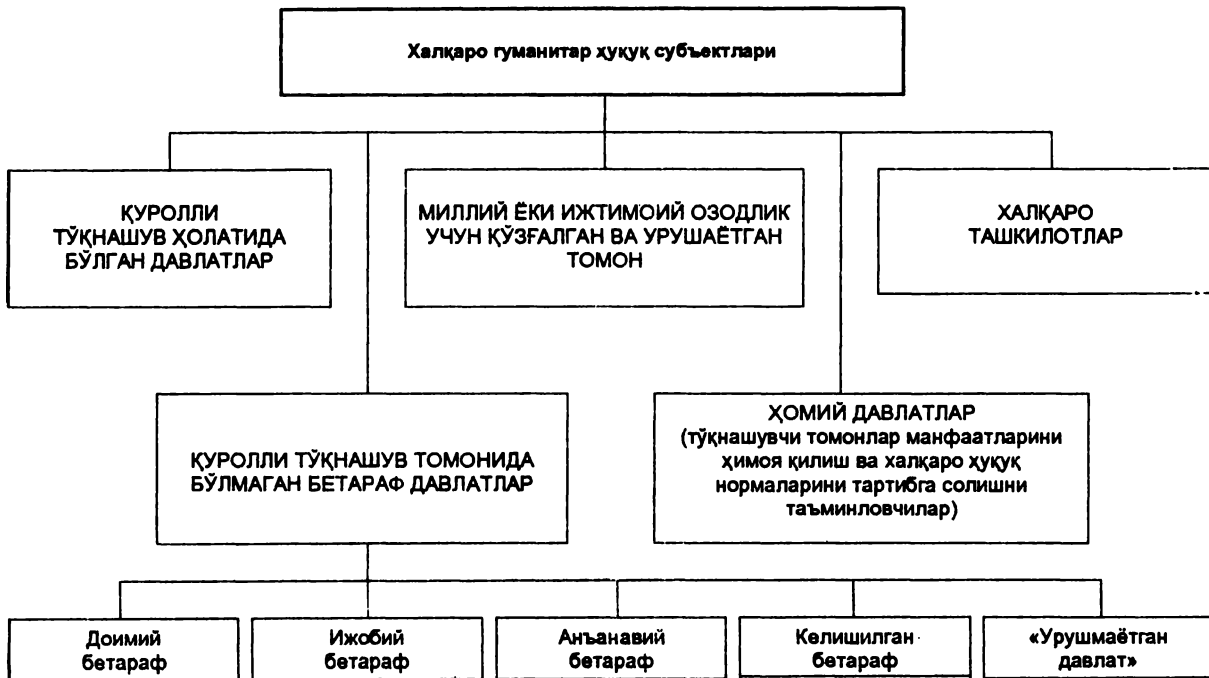 Халқаро гуманитар ҳуқуқ субъектлари
ҚУРОЛЛИ
ТЎҚНАШУВ ҲОЛАТИДА
БЎЛГАН ДАВЛАТЛАР
МИЛЛИЙ ЁКИ ИЖТИМОИЙ ОЗОДЛИК
УЧУН ҚЎЗҒАЛГАН ВА УРУШАЁТГАН
ТОМОН
ХАЛҚАРО
ТАШКИЛОТЛАР
ҚУРОЛЛИ ТЎҚНАШУВ ТОМОНИДА
БЎЛМАГАН БЕТАРАФ ДАВЛАТЛАР
ҲОМИЙ ДАВЛАТЛАР
(тўқнашувчи томонлар манфаатларини
ҳимоя қилиш ва халқаро ҳуқуқ
нормаларини тартибга солишни
таъминловчилар)
Доимий
бетараф
Ижобий
бетараф
Анъанавий
бетараф
Келишилган
бетараф
«Урушмаётган
давлат»